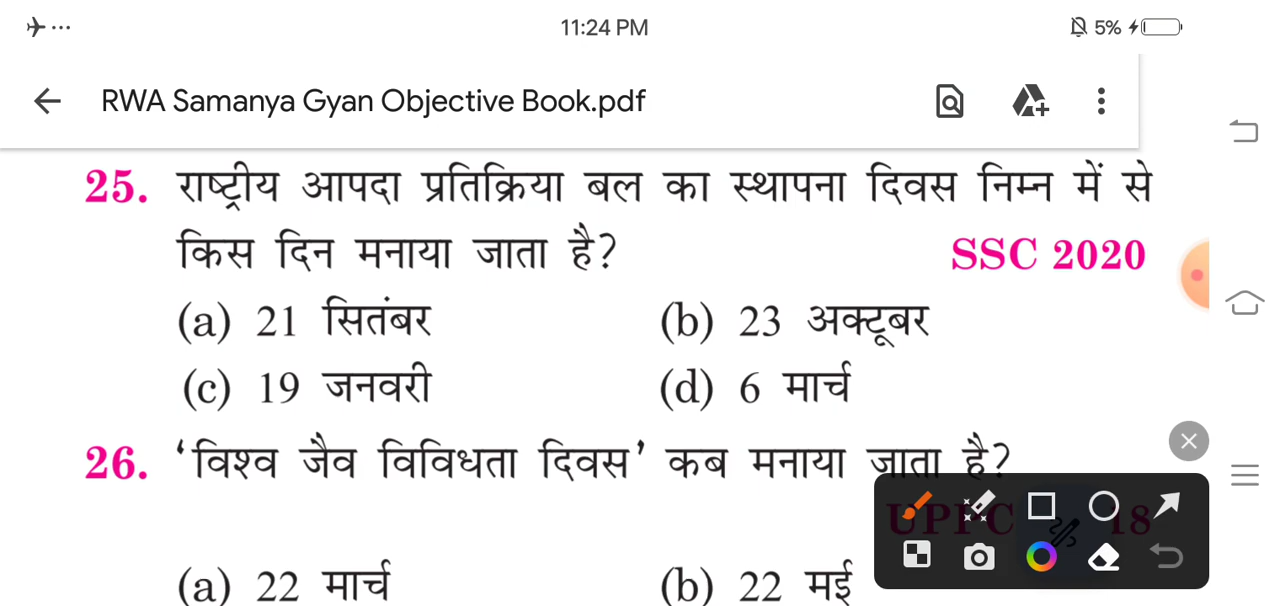 11:24 PM
5%
RWA Samanya Gyan Objective Book.pdf
25. राष्ट्रीय आपदा प्रतिक्रिया बल का स्थापना दिवस निम्न में से
किस दिन मनाया जाता है? SSC 2020
(a) 21 सितंबर (b) 23 अक्टूबर
(c) 19 जनवरी (d) 6 मार्च
26. ‘विश्व जैव विविधता दिवस’ कब मनाया जाता है?
18
(a) 22 मार्च (b) 22 मई